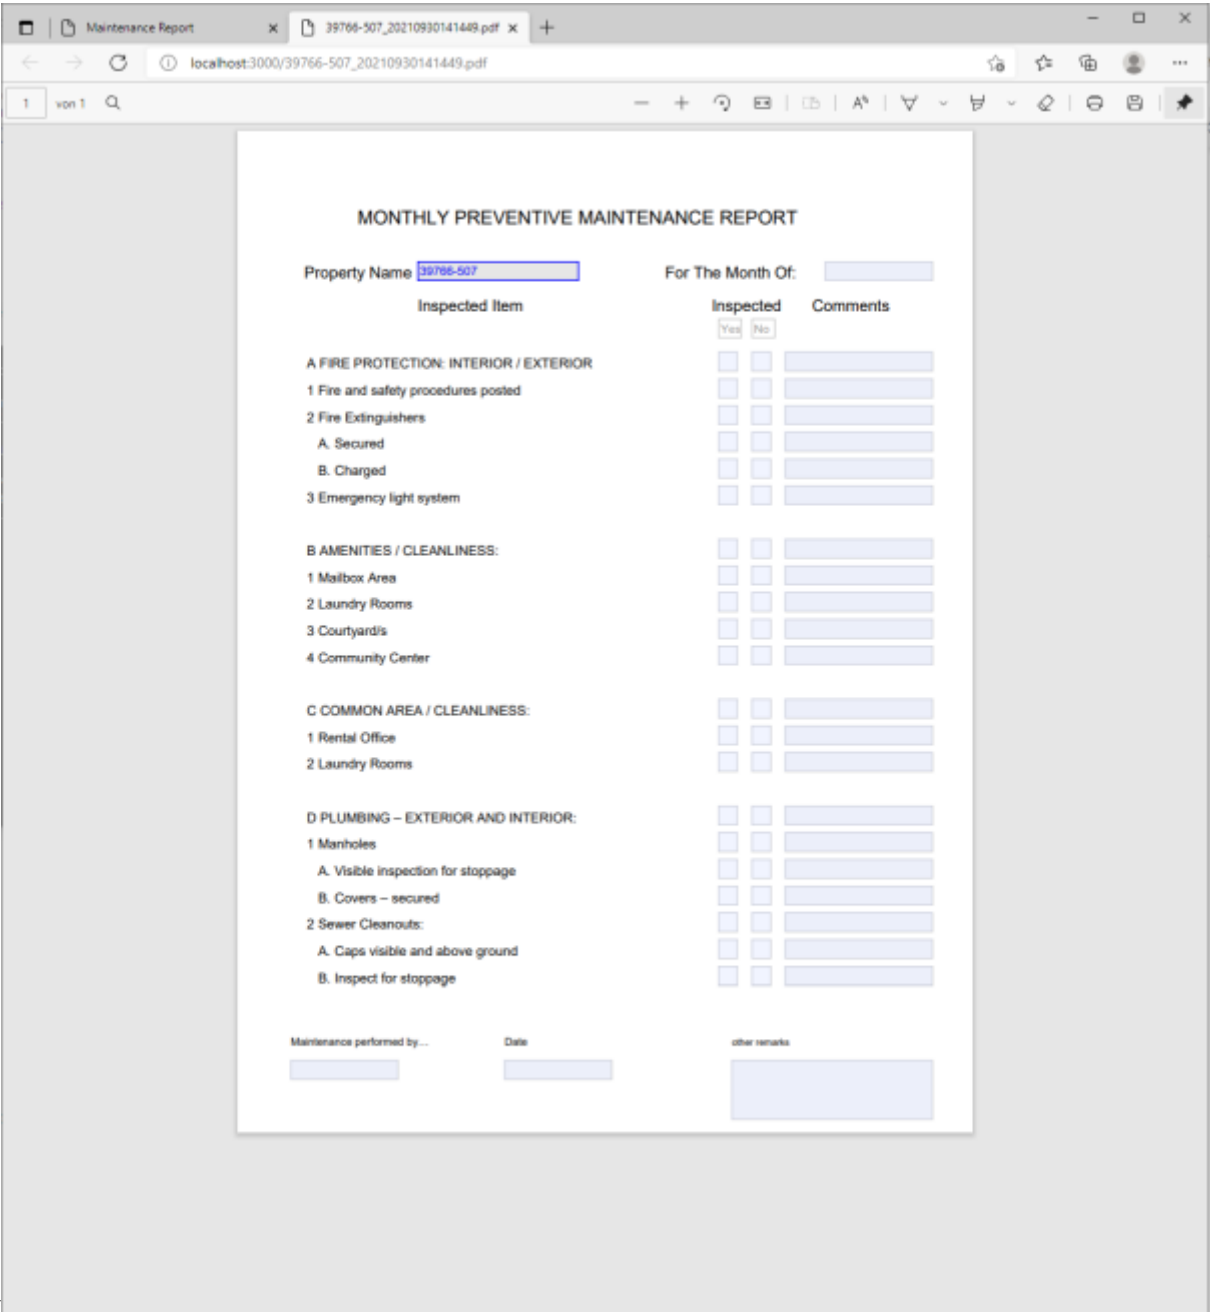 Maintenance Report
39766-507_20210930141449.pdf
localhost:3000/39766-507_20210930141449.pdf
1 von 1
MONTHLY PREVENTIVE MAINTENANCE REPORT
Property Name 39766-507 For The Month Of:
Inspected Item Inspected Comments
Yes No
A FIRE PROTECTION: INTERIOR / EXTERIOR
1 Fire and safety procedures posted
2 Fire Extinguishers
A. Secured
B. Charged
3 Emergency light system
B AMENITIES / CLEANLINESS:
1 Mailbox Area
2 Laundry Rooms
3 Courtyard/s
4 Community Center
C COMMON AREA / CLEANLINESS:
1 Rental Office
2 Laundry Rooms
D PLUMBING – EXTERIOR AND INTERIOR:
1 Manholes
A. Visible inspection for stoppage
B. Covers – secured
2 Sewer Cleanouts:
A. Caps visible and above ground
B. Inspect for stoppage
Maintenance performed by... Date other remarks